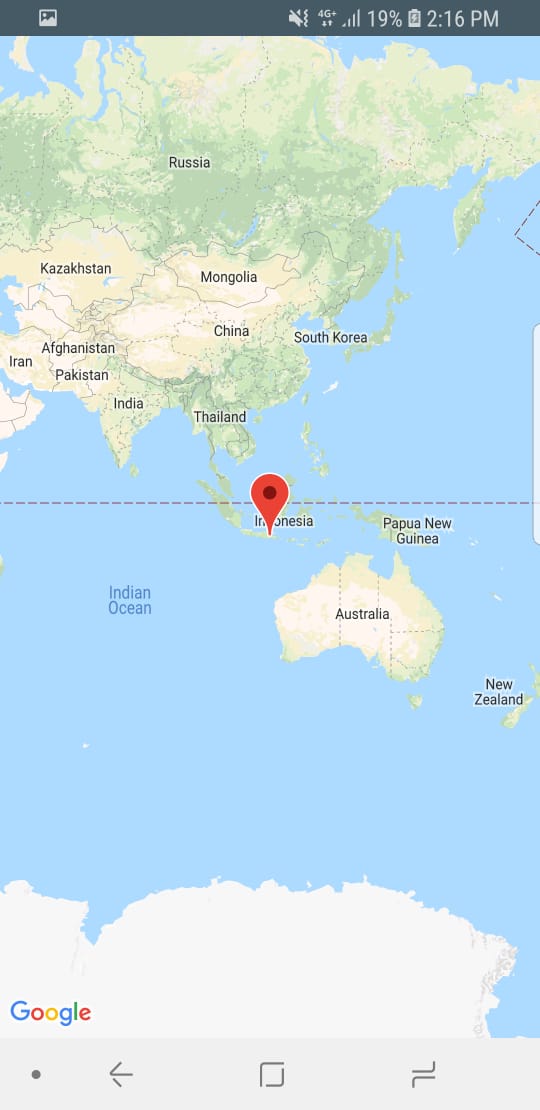 4G+ 19% 2:16 PM
Russia
Kazakhstan
Mongolia
China
South Korea
Afghanistan
Iran
Pakistan
India
Thailand
Indonesia
Papua New
Guinea
Indian
Ocean
Australia
New
Zealand
Google